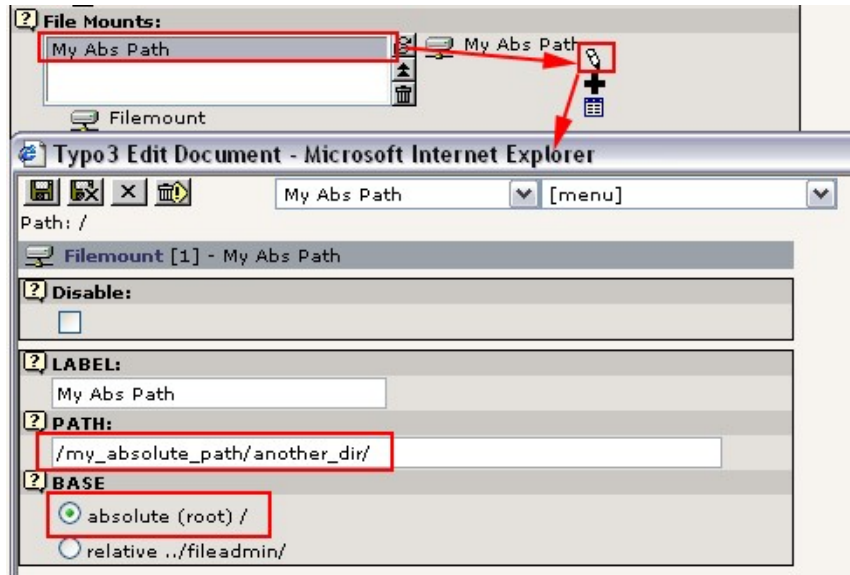 File Mounts:
My Abs Path
My Abs Path
Filemount
Typo3 Edit Document - Microsoft Internet Explorer
My Abs Path [menu]
Path: /
Filemount [1] - My Abs Path
Disable:
LABEL:
My Abs Path
PATH:
/my_absolute_path/another_dir/
BASE
absolute (root) /
relative ../fileadmin/